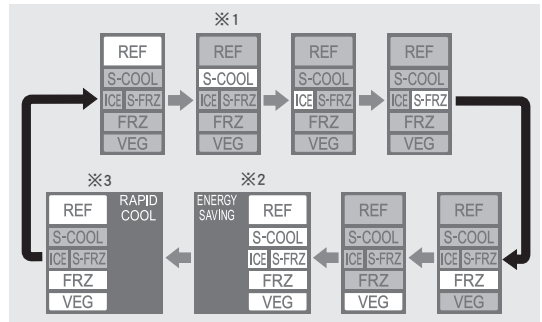 ※1
REF
S-COOL
ICE S-FRZ
FRZ
VEG
REF
S-COOL
ICE S-FRZ
FRZ
VEG
REF
S-COOL
ICE S-FRZ
FRZ
VEG
REF
S-COOL
ICE S-FRZ
FRZ
VEG
※3
REF
S-COOL
ICE S-FRZ
FRZ
VEG
RAPID
COOL
※2
ENERGY
SAVING
REF
S-COOL
ICE S-FRZ
FRZ
VEG
REF
S-COOL
ICE S-FRZ
FRZ
VEG
REF
S-COOL
ICE S-FRZ
FRZ
VEG